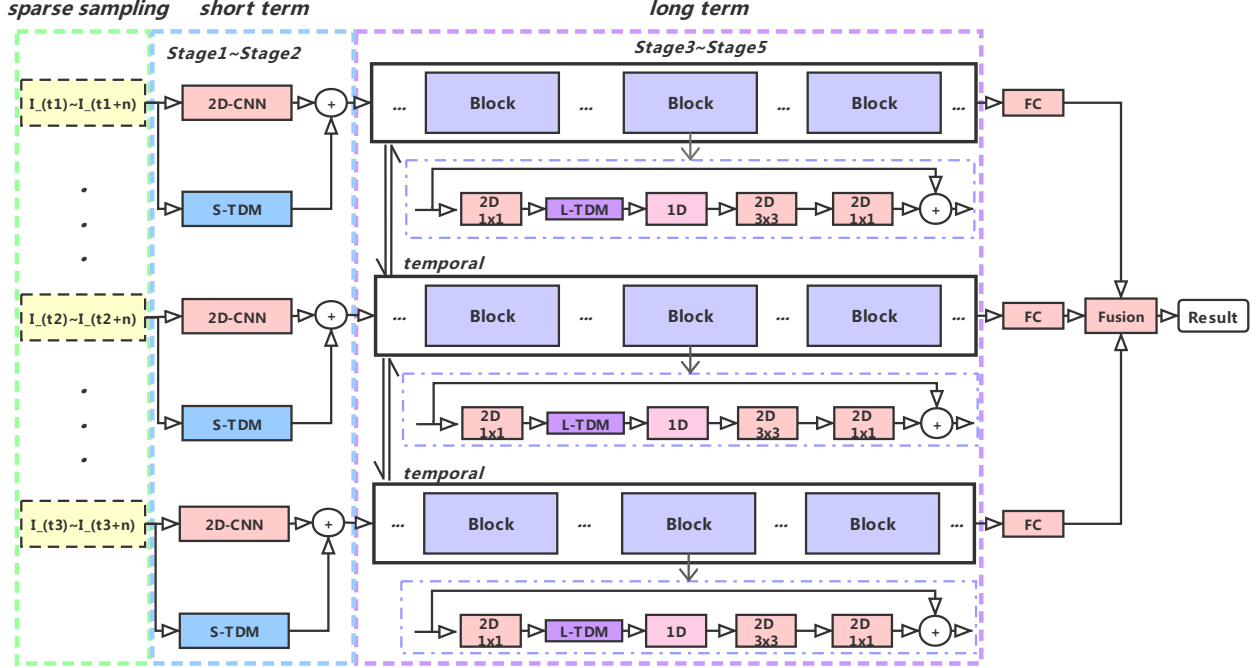 sparse sampling short term long term
Stage1~Stage2 Stage3~Stage5
I_(t1)~I_(t1+n) 2D-CNN + ... Block ... Block ... Block ... FC
S-TDM 2D 1x1 L-TDM 1D 2D 3x3 2D 1x1 +
temporal
I_(t2)~I_(t2+n) 2D-CNN + ... Block ... Block ... Block ... FC Fusion Result
S-TDM 2D 1x1 L-TDM 1D 2D 3x3 2D 1x1 +
temporal
I_(t3)~I_(t3+n) 2D-CNN + ... Block ... Block ... Block ... FC
S-TDM 2D 1x1 L-TDM 1D 2D 3x3 2D 1x1 +